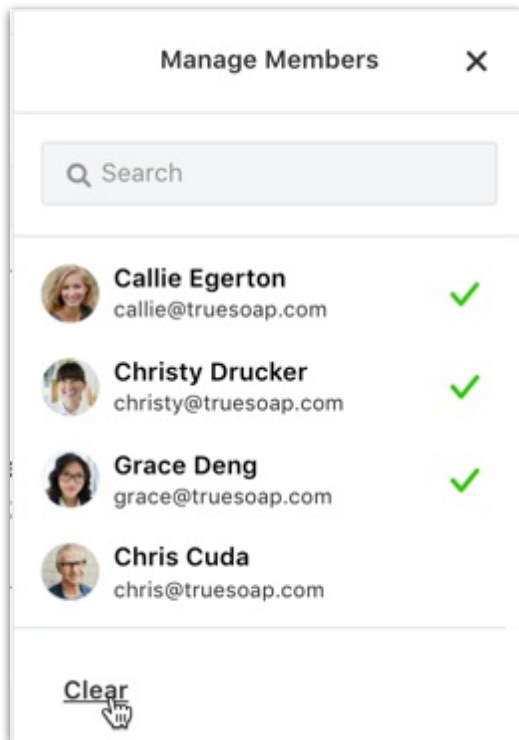 Manage Members
Search
Callie Egerton
callie@truesoap.com
Christy Drucker
christy@truesoap.com
Grace Deng
grace@truesoap.com
Chris Cuda
chris@truesoap.com
Clear